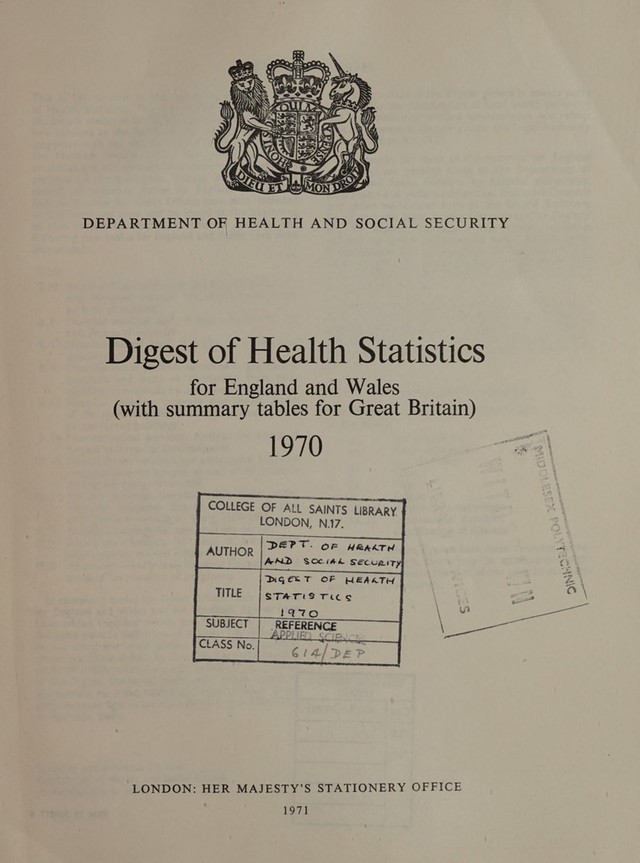 DIEU ET MON DROIT
DEPARTMENT OF HEALTH AND SOCIAL SECURITY
Digest of Health Statistics
for England and Wales
(with summary tables for Great Britain)
1970
COLLEGE OF ALL SAINTS LIBRARY
LONDON, N.17.
AUTHOR DEPT. OF HEALTH
AND SOCIAL SECURITY
TITLE DIGEST OF HEALTH
STATISTICS
1970
SUBJECT REFERENCE
APPLIED SCIENCE
CLASS No. 614/DEP
MIDDLESEX POLYTECHNIC
LONDON: HER MAJESTY'S STATIONERY OFFICE
1971